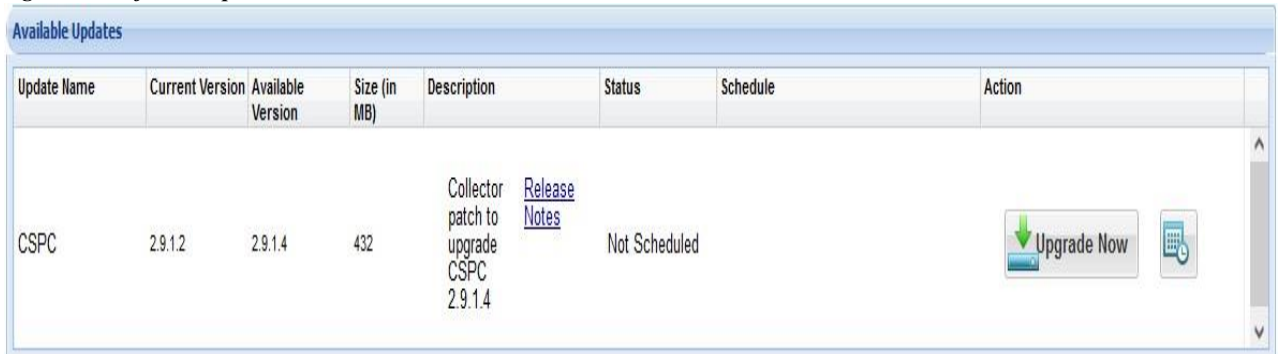 Available Updates
Update Name Current Version Available Version Size (in MB) Description Status Schedule Action
CSPC 2.9.1.2 2.9.1.4 432
Collector patch to upgrade CSPC 2.9.1.4
Release Notes
Not Scheduled
Upgrade Now